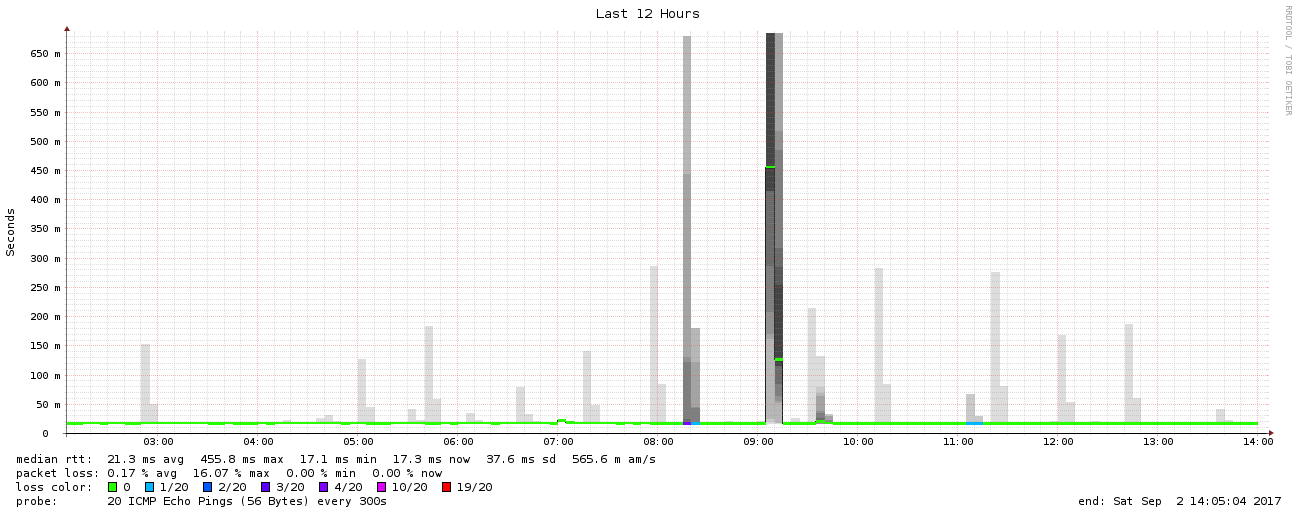 Last 12 Hours
RRDTOOL / TOBI OETIKER
Seconds
650 m
600 m
550 m
500 m
450 m
400 m
350 m
300 m
250 m
200 m
150 m
100 m
50 m
0
03:00 04:00 05:00 06:00 07:00 08:00 09:00 10:00 11:00 12:00 13:00 14:00
median rtt: 21.3 ms avg 455.8 ms max 17.1 ms min 17.3 ms now 37.6 ms sd 565.6 m am/s
packet loss: 0.17 % avg 16.07 % max 0.00 % min 0.00 % now
loss color: 0 1/20 2/20 3/20 4/20 10/20 19/20
probe: 20 ICMP Echo Pings (56 Bytes) every 300s end: Sat Sep 2 14:05:04 2017